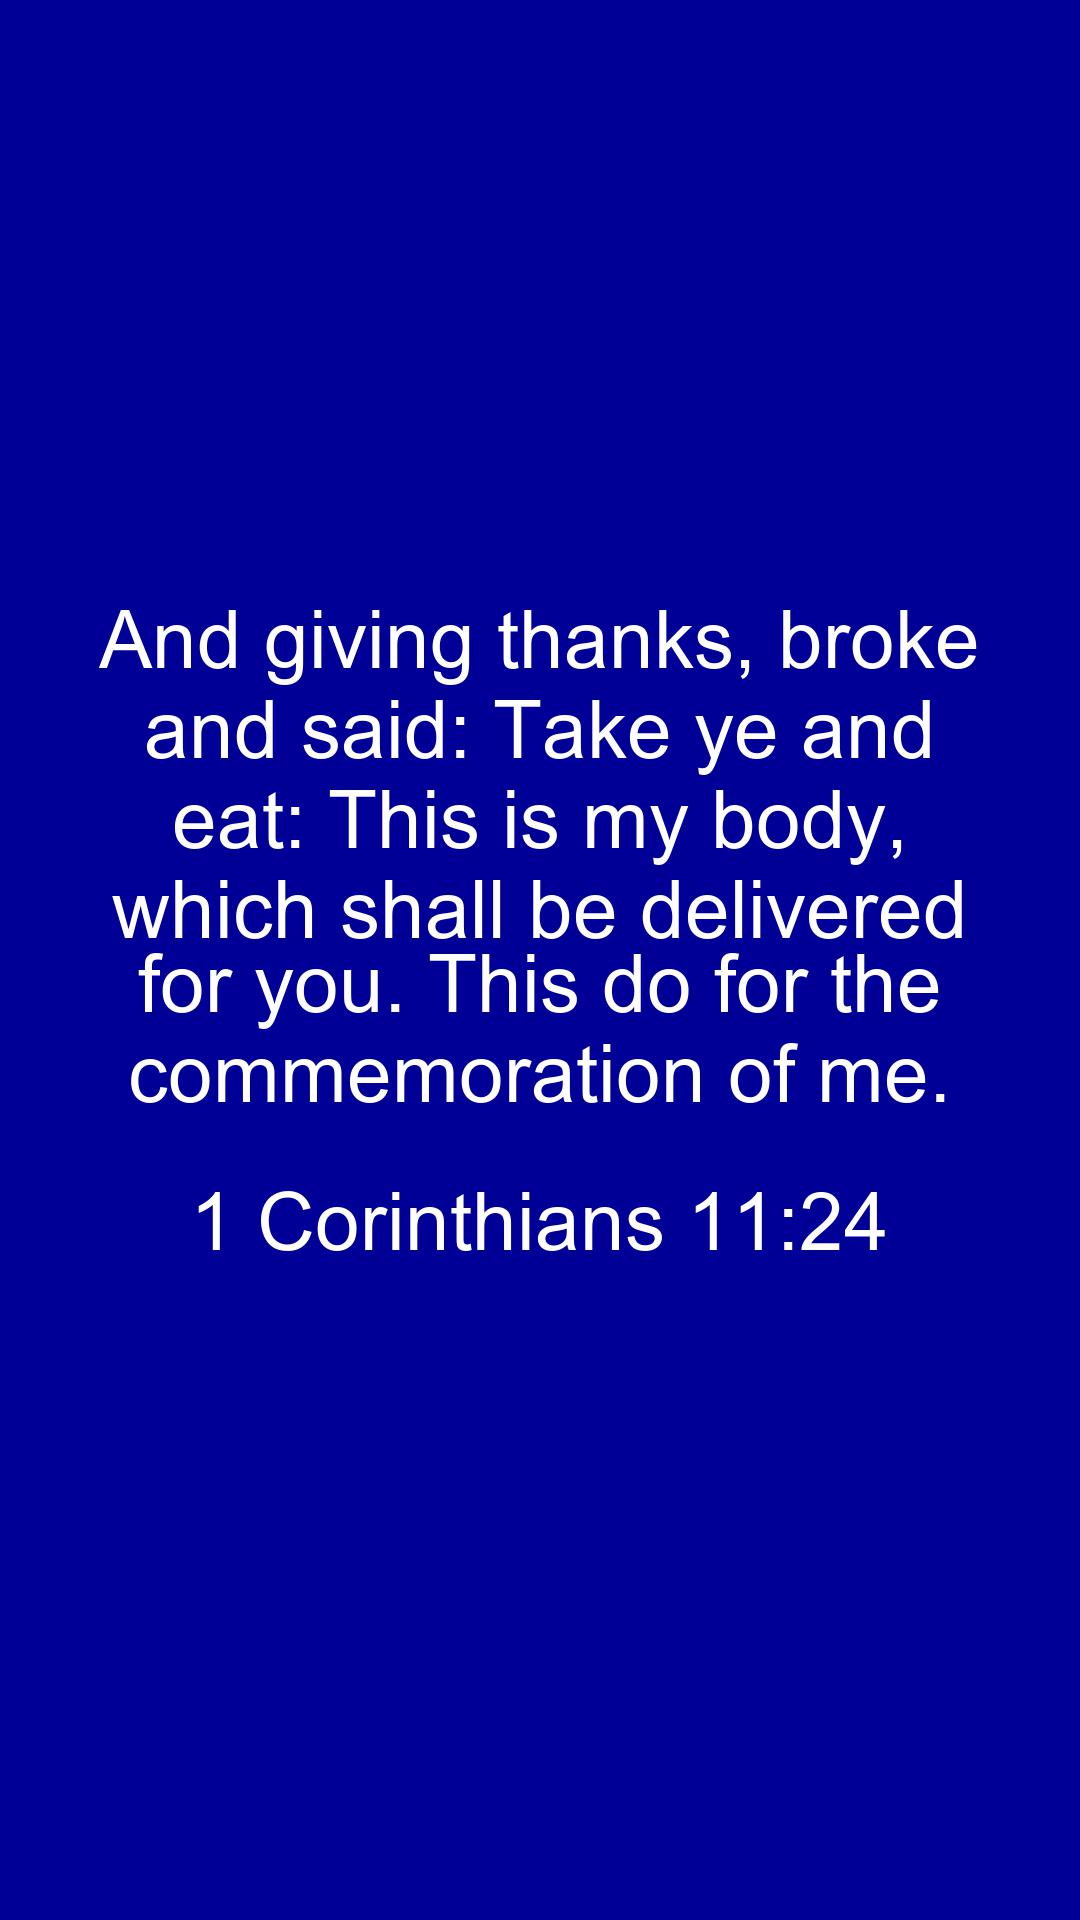 And giving thanks, broke
and said: Take ye and
eat: This is my body,
which shall be delivered
for you. This do for the
commemoration of me.
1 Corinthians 11:24